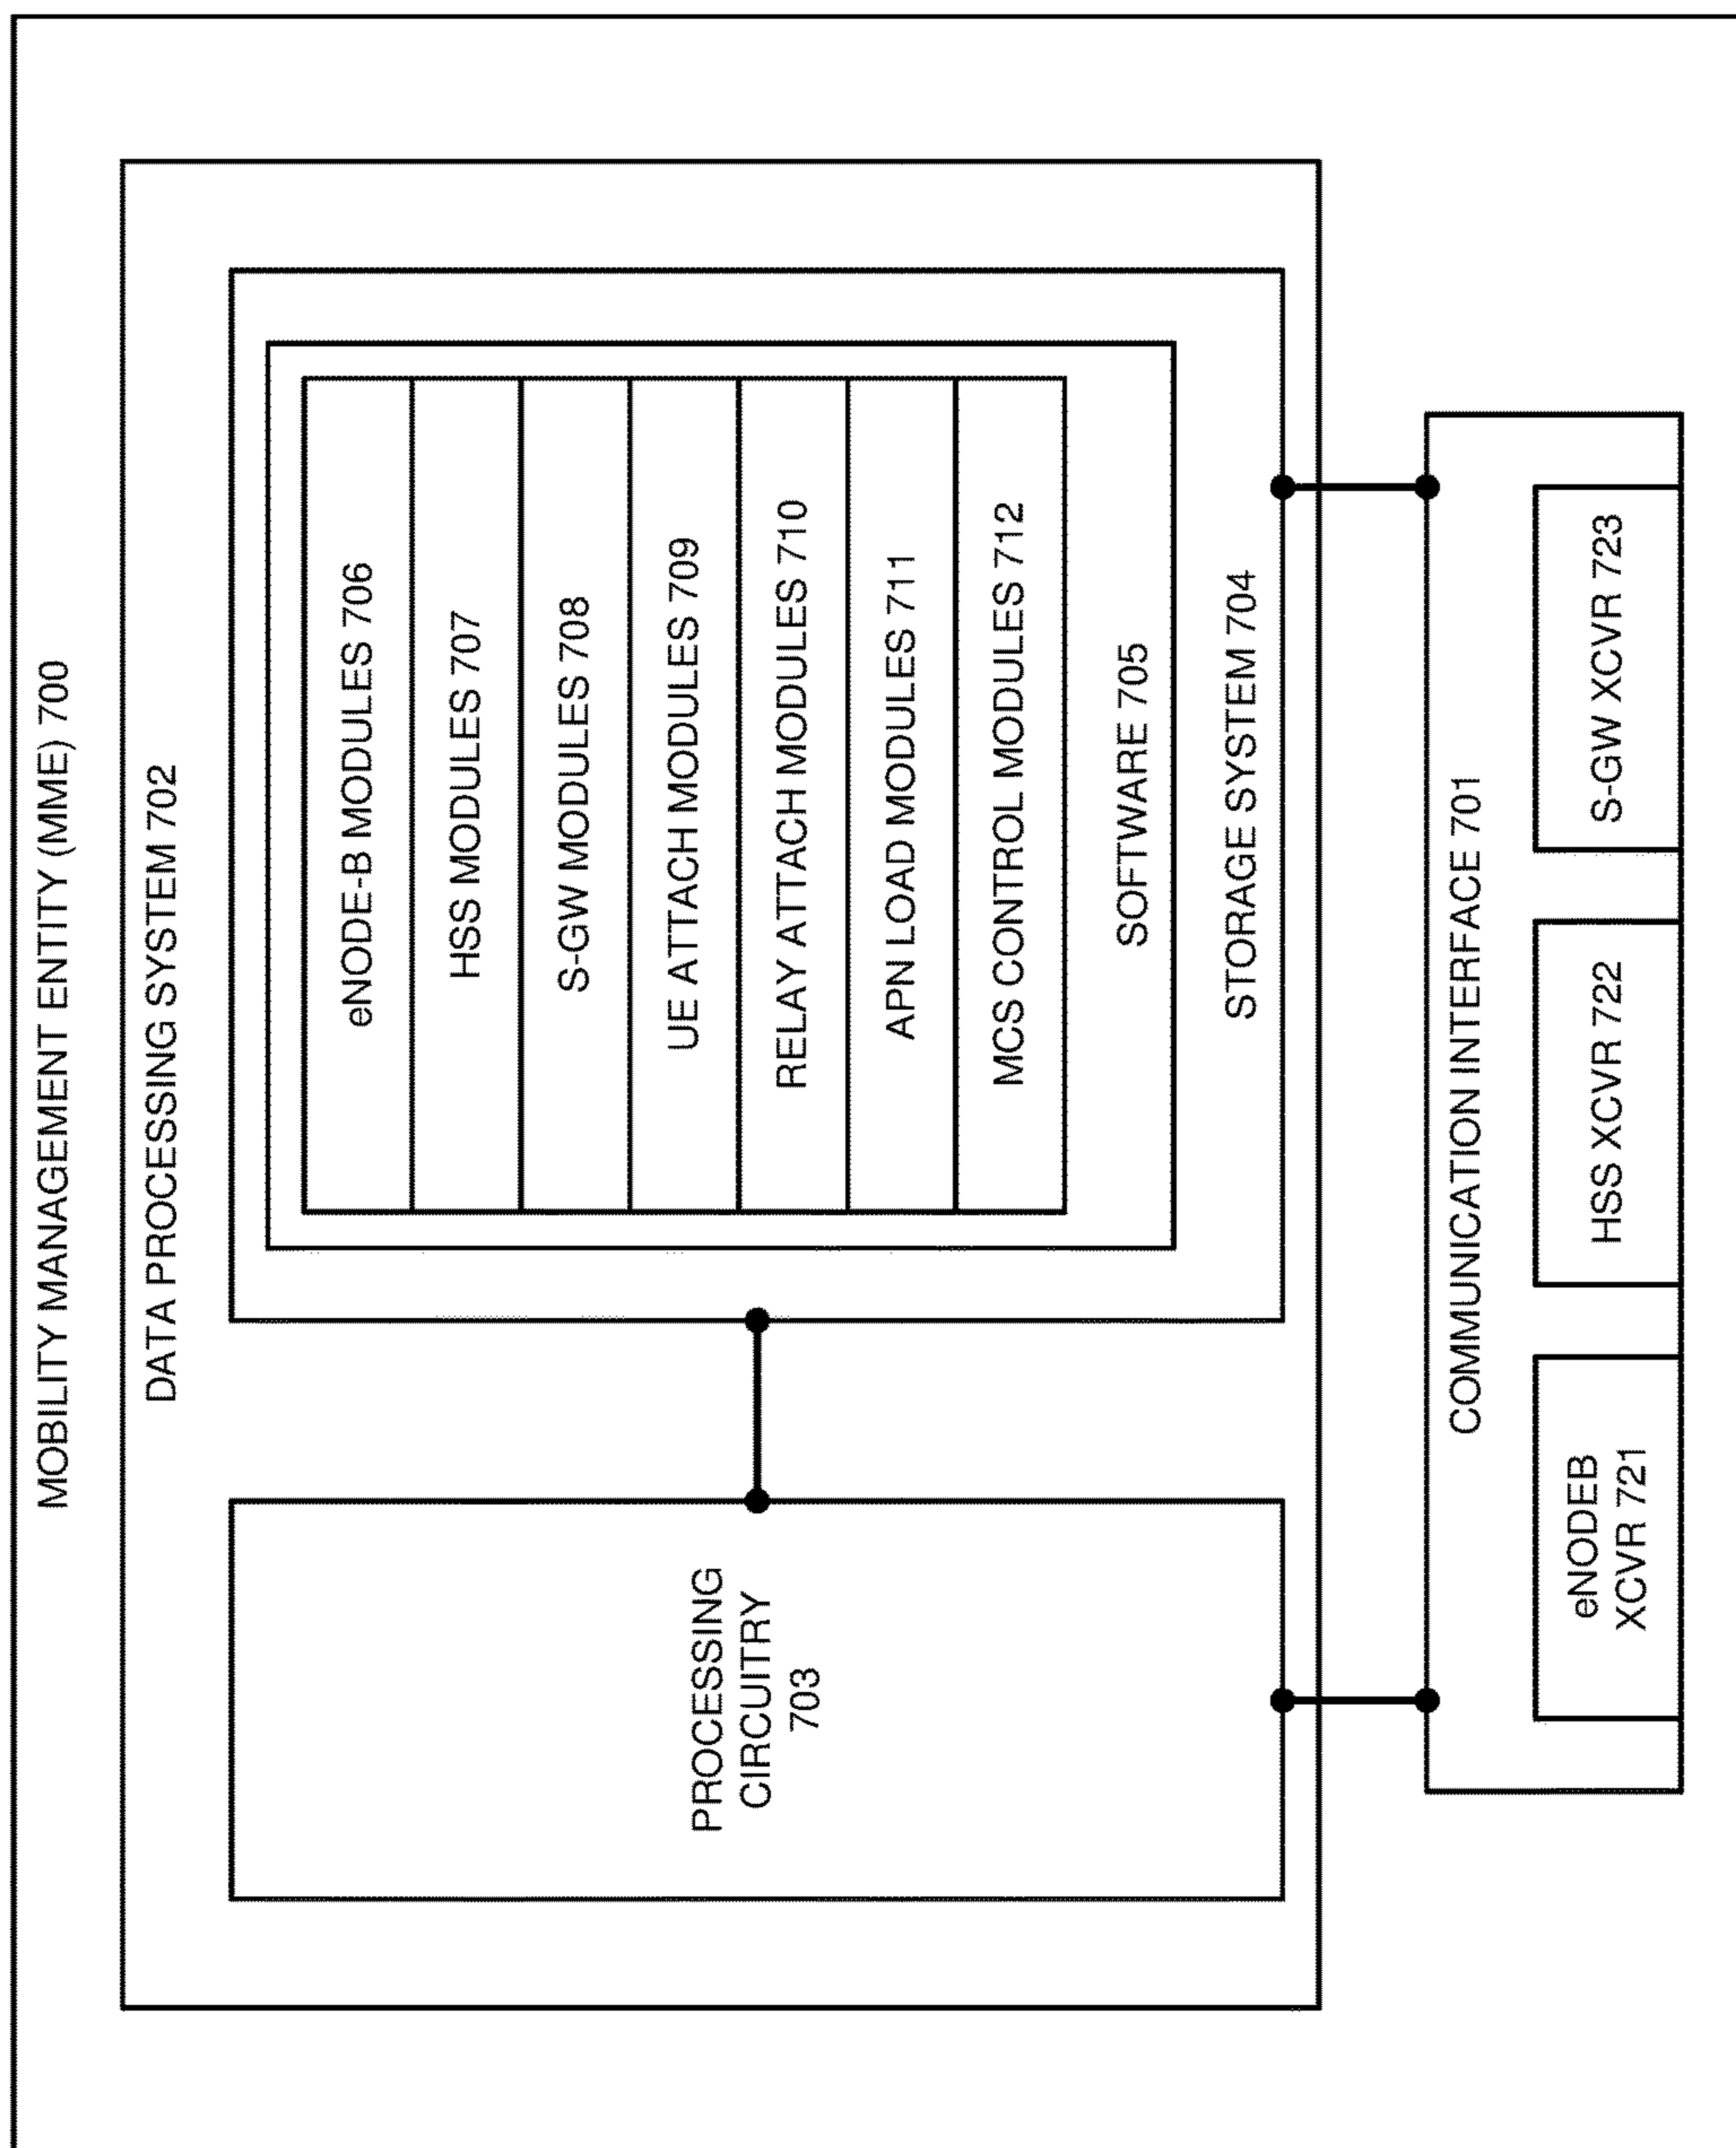 MOBILITY MANAGEMENT ENTITY (MME) 700
DATA PROCESSING SYSTEM 702
PROCESSING
CIRCUITRY
703
eNODE-B MODULES 706
HSS MODULES 707
S-GW MODULES 708
UE ATTACH MODULES 709
RELAY ATTACH MODULES 710
APN LOAD MODULES 711
MCS CONTROL MODULES 712
SOFTWARE 705
STORAGE SYSTEM 704
COMMUNICATION INTERFACE 701
eNODEB
XCVR 721
HSS XCVR 722
S-GW XCVR 723